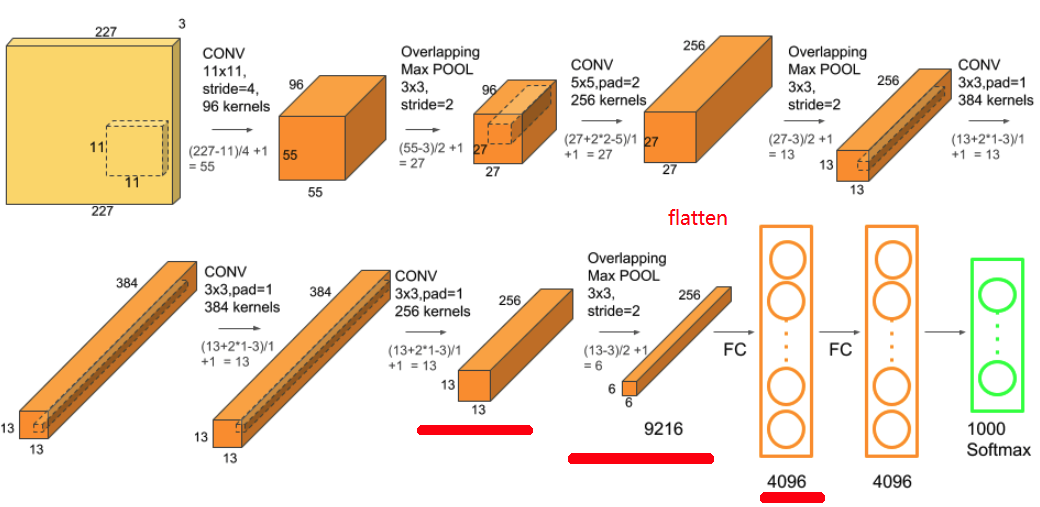 227
3
11
11
227
CONV
11x11,
stride=4,
96 kernels
(227-11)/4 +1
= 55
96
55
55
Overlapping
Max POOL
3x3,
stride=2
(55-3)/2 +1
= 27
96
27
27
CONV
5x5,pad=2
256 kernels
(27+2*2-5)/1
+1 = 27
256
27
27
Overlapping
Max POOL
3x3,
stride=2
(27-3)/2 +1
= 13
256
13
13
CONV
3x3,pad=1
384 kernels
(13+2*1-3)/1
+1 = 13
flatten
384
13
13
CONV
3x3,pad=1
384 kernels
(13+2*1-3)/1
+1 = 13
384
13
13
CONV
3x3,pad=1
256 kernels
(13+2*1-3)/1
+1 = 13
256
13
13
Overlapping
Max POOL
3x3,
stride=2
(13-3)/2 +1
= 6
256
6
6
9216
FC
4096
FC
4096
1000
Softmax